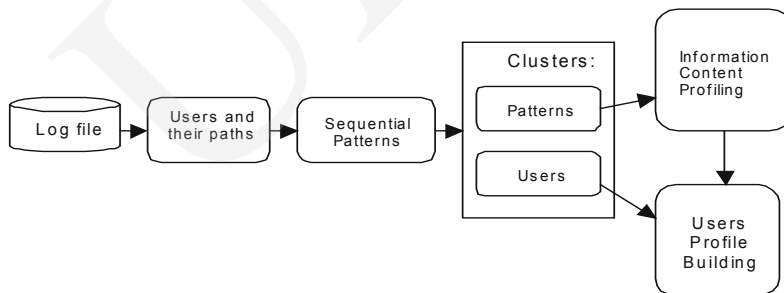 Log file
Users and
their paths
Sequential
Patterns
Clusters:
Patterns
Users
Information
Content
Profiling
Users
Profile
Building